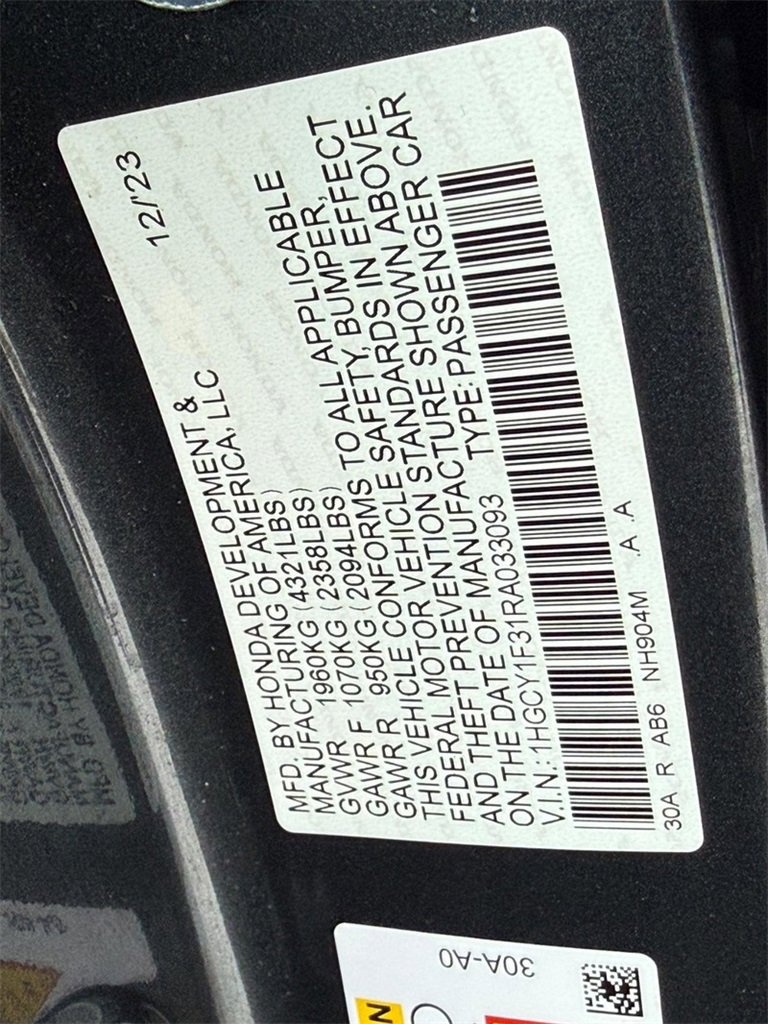 12/'23
MFD. BY HONDA DEVELOPMENT &
MANUFACTURING OF AMERICA, LLC
GVWR 1960KG (4321LBS)
GAWR F 1070KG (2358LBS)
GAWR R 950KG (2094LBS)
THIS VEHICLE CONFORMS TO ALL APPLICABLE
FEDERAL MOTOR VEHICLE SAFETY, BUMPER,
AND THEFT PREVENTION STANDARDS IN EFFECT
ON THE DATE OF MANUFACTURE SHOWN ABOVE.
V.I.N.: 1HGCY1F31RA033093 TYPE: PASSENGER CAR
30A R AB6 NH904M .A .A
30A-A0